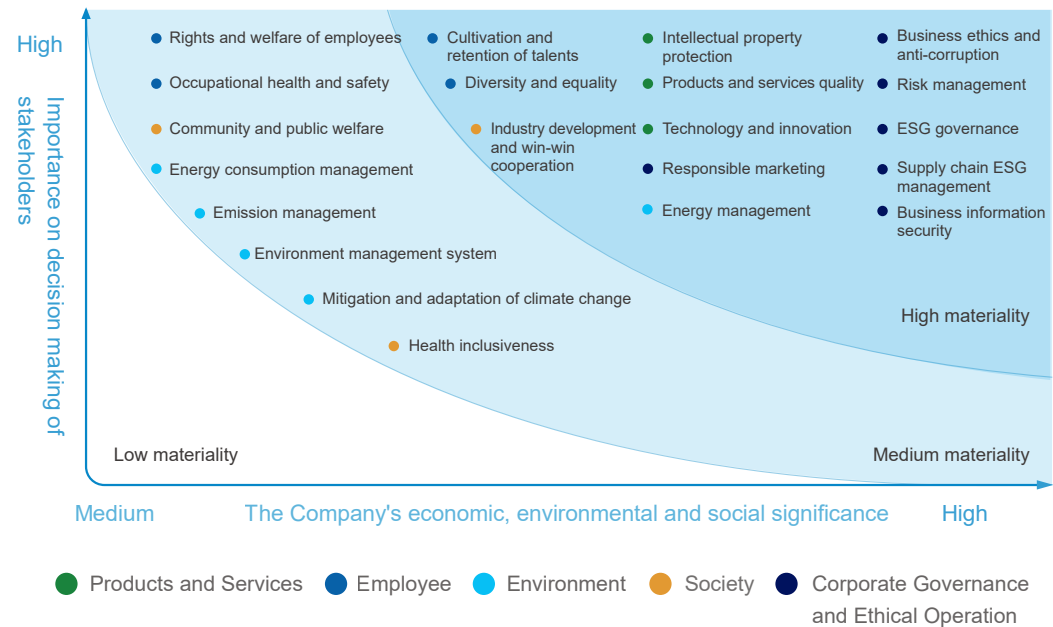 High
Importance on decision making of
stakeholders
Rights and welfare of employees
Occupational health and safety
Community and public welfare
Energy consumption management
Emission management
Environment management system
Mitigation and adaptation of climate change
Health inclusiveness
Cultivation and
retention of talents
Diversity and equality
Industry development
and win-win
cooperation
Intellectual property
protection
Products and services quality
Technology and innovation
Responsible marketing
Energy management
Business ethics and
anti-corruption
Risk management
ESG governance
Supply chain ESG
management
Business information
security
High materiality
Low materiality
Medium materiality
Medium
The Company's economic, environmental and social significance
High
Products and Services
Employee
Environment
Society
Corporate Governance
and Ethical Operation